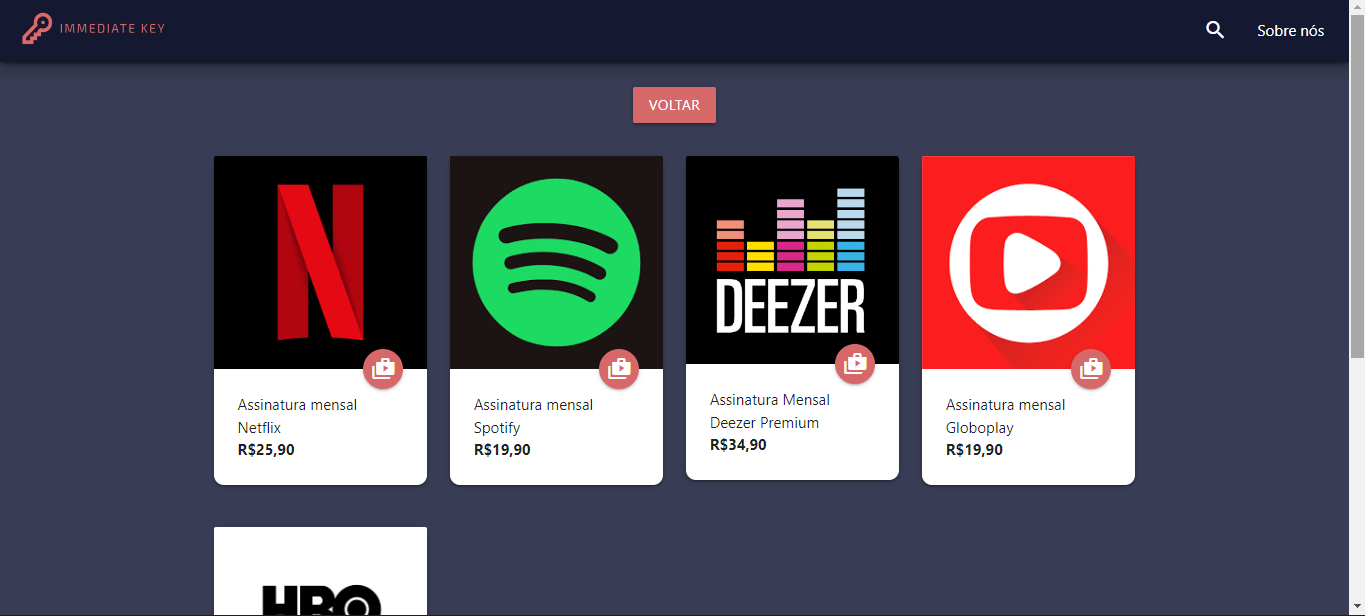 IMMEDIATE KEY
Sobre nós
VOLTAR
DEEZER
Assinatura mensal
Netflix
R$25,90
Assinatura mensal
Spotify
R$19,90
Assinatura Mensal
Deezer Premium
R$34,90
Assinatura mensal
Globoplay
R$19,90
HBO